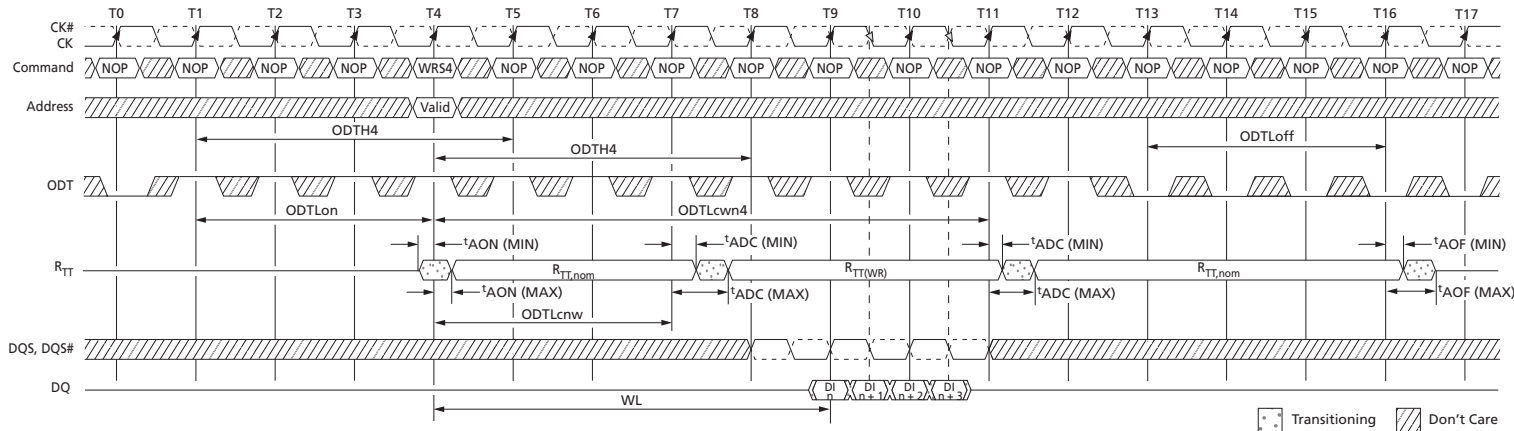 T0 T1 T2 T3 T4 T5 T6 T7 T8 T9 T10 T11 T12 T13 T14 T15 T16 T17
CK#
CK
Command NOP NOP NOP NOP WRS4 NOP NOP NOP NOP NOP NOP NOP NOP NOP NOP NOP NOP NOP
Address Valid
ODTH4 ODTLoff
ODTH4
ODT
ODTLon ODTLcwn4
tAON (MIN) tADC (MIN) tADC (MIN) tAOF (MIN)
RTT RTT,nom RTT(WR) RTT,nom
tAON (MAX) tADC (MAX) tADC (MAX) tAOF (MAX)
ODTLcnw
DQS, DQS#
DQ DI n DI n + 1 DI n + 2 DI n + 3
WL
Transitioning Don't Care